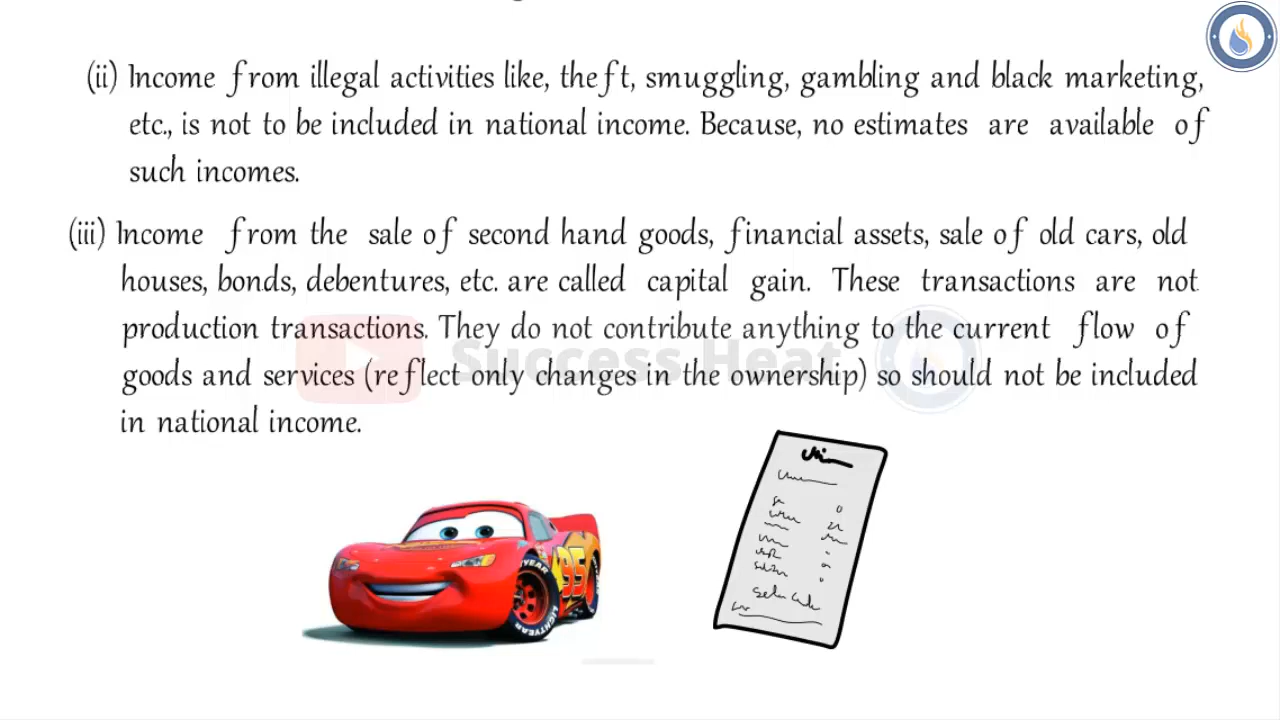 (ii) Income from illegal activities like, theft, smuggling, gambling and black marketing,
etc., is not to be included in national income. Because, no estimates are available of
such incomes.
(iii) Income from the sale of second hand goods, financial assets, sale of old cars, old
houses, bonds, debentures, etc. are called capital gain. These transactions are not
production transactions. They do not contribute anything to the current flow of
Success Heat
goods and services (reflect only changes in the ownership) so should not be included
in national income.
95
LIGHTYEAR